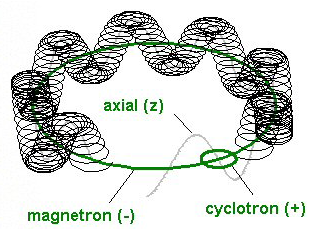 axial (z)
magnetron (-)
cyclotron (+)